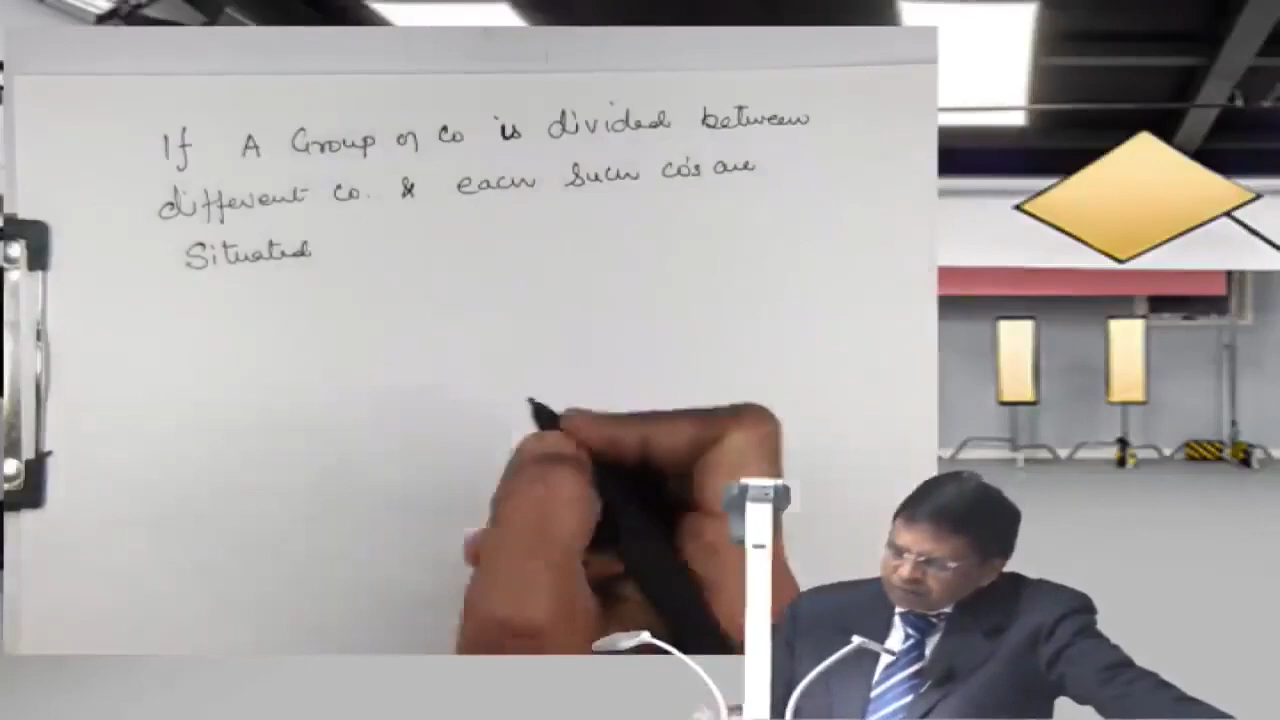 If A Group of co is divided between
different co.. & each such co's are
Situated